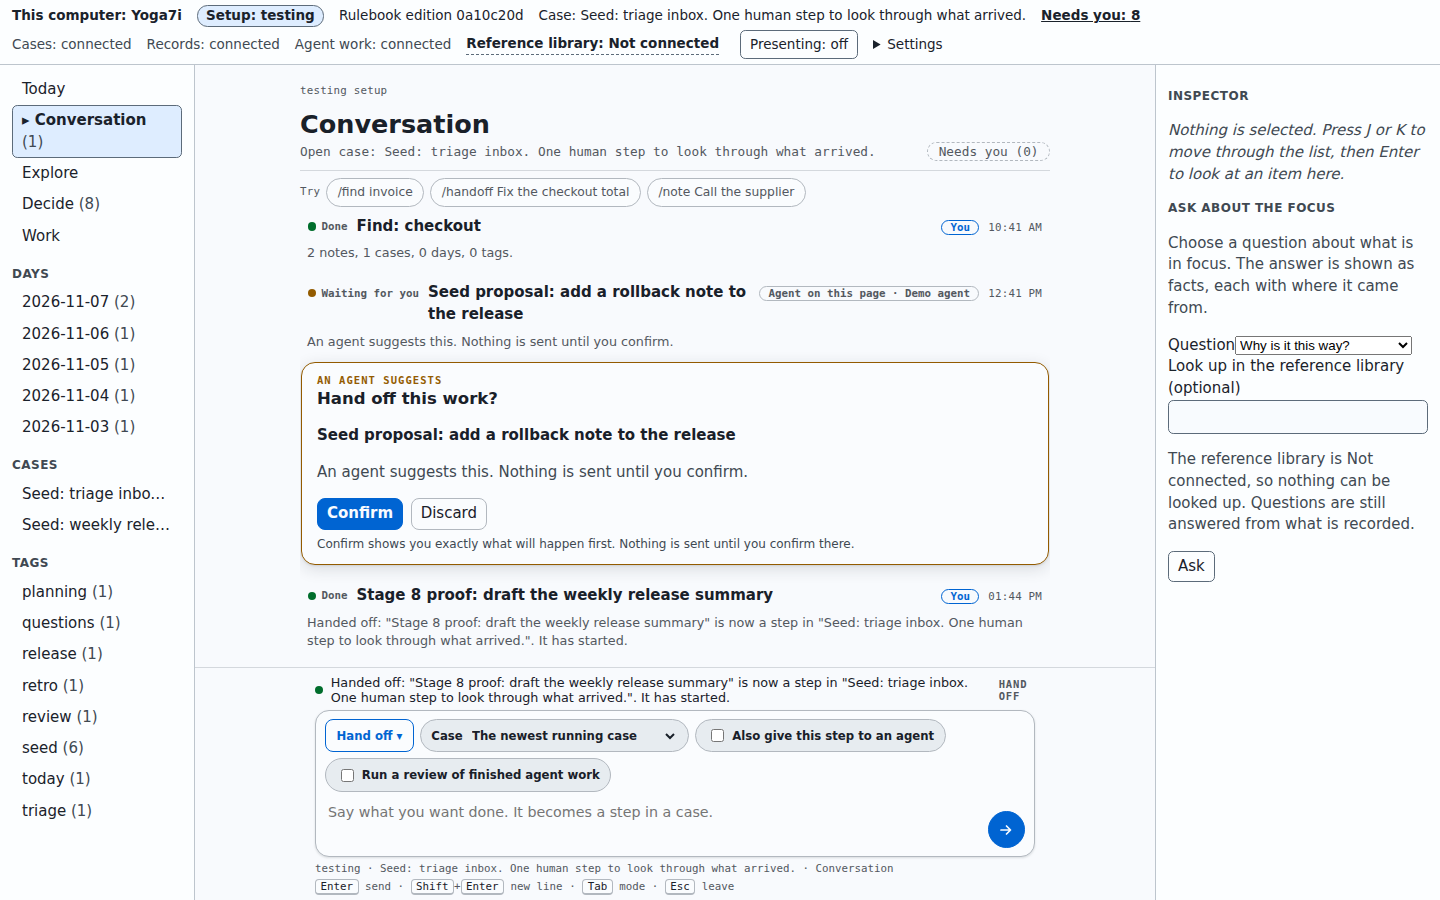 This computer: Yoga7i Setup: testing Rulebook edition 0a10c20d Case: Seed: triage inbox. One human step to look through what arrived. Needs you: 8
Cases: connected Records: connected Agent work: connected Reference library: Not connected Presenting: off ▶ Settings
Today
▸ Conversation
(1)
Explore
Decide (8)
Work
DAYS
2026-11-07 (2)
2026-11-06 (1)
2026-11-05 (1)
2026-11-04 (1)
2026-11-03 (1)
CASES
Seed: triage inbo…
Seed: weekly rele…
TAGS
planning (1)
questions (1)
release (1)
retro (1)
review (1)
seed (6)
today (1)
triage (1)
testing setup
Conversation
Open case: Seed: triage inbox. One human step to look through what arrived. Needs you (0)
Try /find invoice /handoff Fix the checkout total /note Call the supplier
Done Find: checkout You 10:41 AM
2 notes, 1 cases, 0 days, 0 tags.
Waiting for you Seed proposal: add a rollback note to Agent on this page · Demo agent 12:41 PM
the release
An agent suggests this. Nothing is sent until you confirm.
AN AGENT SUGGESTS
Hand off this work?
Seed proposal: add a rollback note to the release
An agent suggests this. Nothing is sent until you confirm.
Confirm Discard
Confirm shows you exactly what will happen first. Nothing is sent until you confirm there.
Done Stage 8 proof: draft the weekly release summary You 01:44 PM
Handed off: "Stage 8 proof: draft the weekly release summary" is now a step in "Seed: triage inbox. One human
step to look through what arrived.". It has started.
Handed off: "Stage 8 proof: draft the weekly release summary" is now a step in "Seed: triage inbox. HAND
One human step to look through what arrived.". It has started. OFF
Hand off ▾ Case The newest running case Also give this step to an agent
Run a review of finished agent work
Say what you want done. It becomes a step in a case.
→
testing · Seed: triage inbox. One human step to look through what arrived. · Conversation
Enter send · Shift+Enter new line · Tab mode · Esc leave
INSPECTOR
Nothing is selected. Press J or K to
move through the list, then Enter
to look at an item here.
ASK ABOUT THE FOCUS
Choose a question about what is
in focus. The answer is shown as
facts, each with where it came
from.
Question Why is it this way?
Look up in the reference library
(optional)
The reference library is Not
connected, so nothing can be
looked up. Questions are still
answered from what is recorded.
Ask